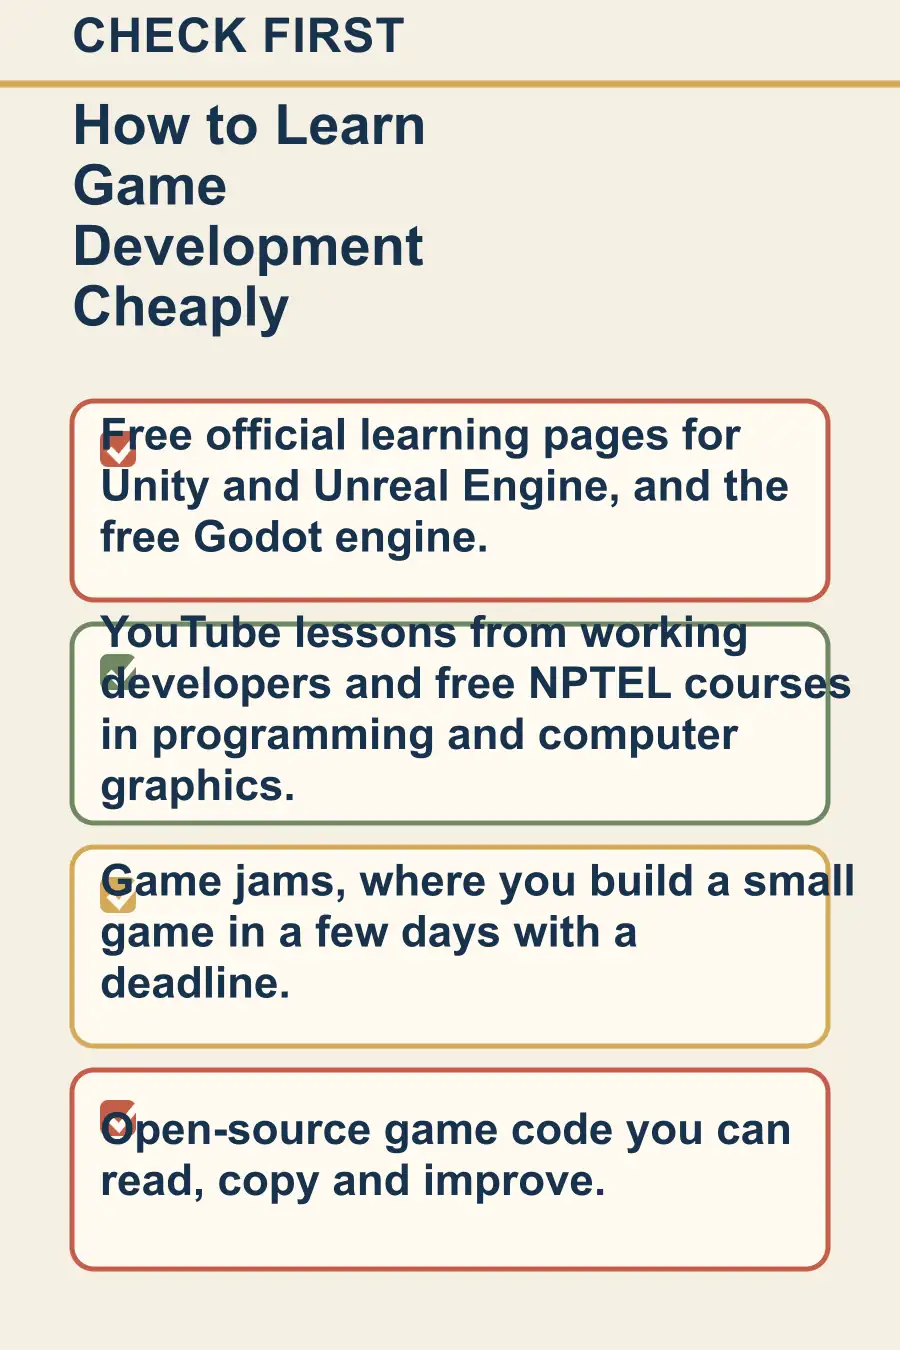 CHECK FIRST
How to Learn
Game
Development
Cheaply
Free official learning pages for
Unity and Unreal Engine, and the
free Godot engine.
YouTube lessons from working
developers and free NPTEL courses
in programming and computer
graphics.
Game jams, where you build a small
game in a few days with a
deadline.
Open-source game code you can
read, copy and improve.